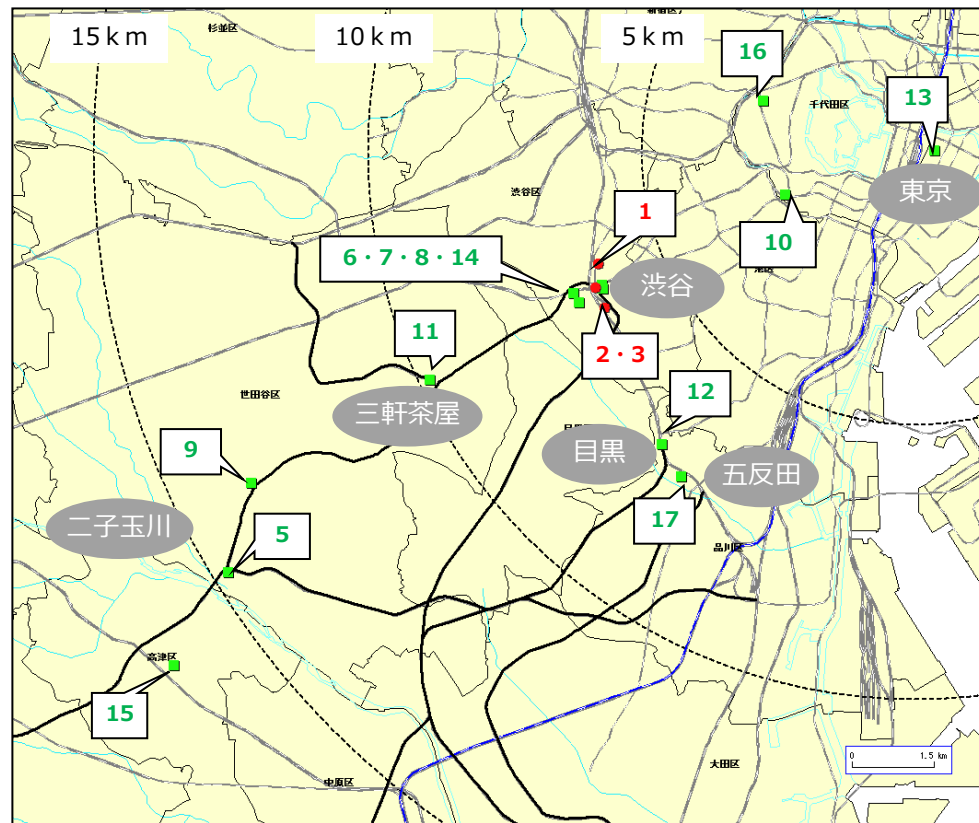 15ｋｍ
10ｋｍ
5ｋｍ
杉並区
16
千代田区
13
渋谷区
東京
1
10
6・7・8・14
渋谷
11
2・3
世田谷区
三軒茶屋
12
目黒
9
五反田
17
二子玉川
5
品川区
高津区
15
0 1.5 km
大田区
中原区